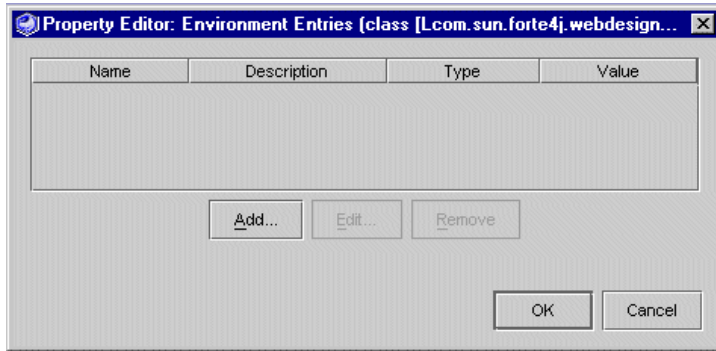 Property Editor: Environment Entries (class [Lcom.sun.forte4j.webdesign...
Name Description Type Value
Add... Edit... Remove
OK Cancel